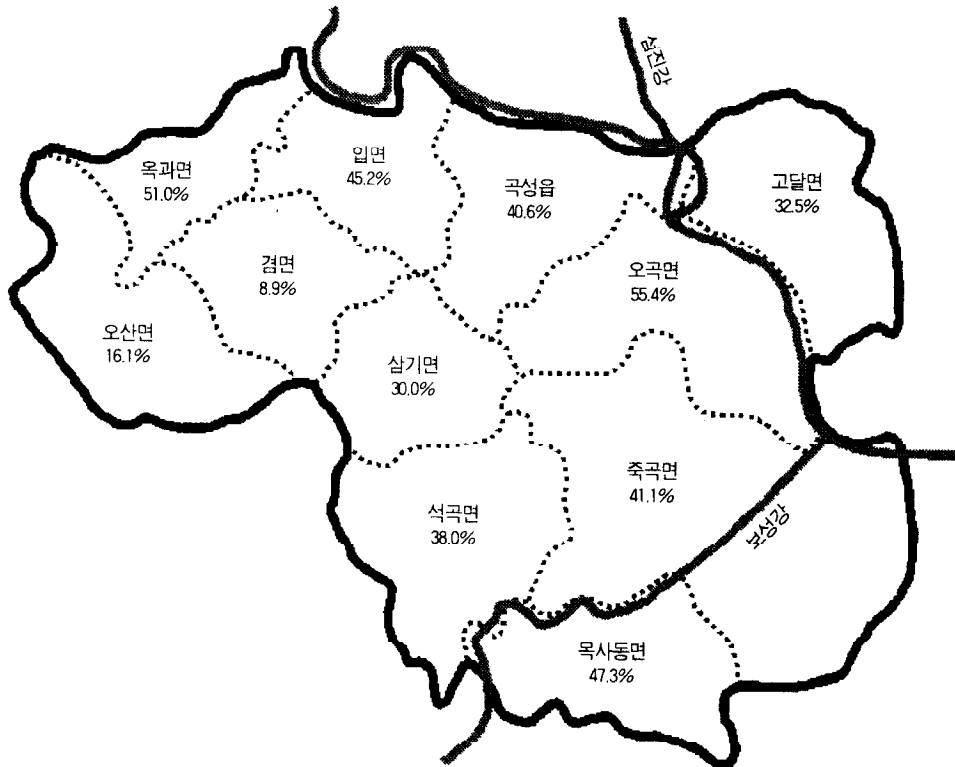 섬진강
입면
45.2%
옥과면
51.0%
고달면
32.5%
곡성읍
40.6%
겸면
8.9%
오곡면
55.4%
오산면
16.1%
삼기면
30.0%
죽곡면
41.1%
석곡면
38.0%
보성강
목사동면
47.3%